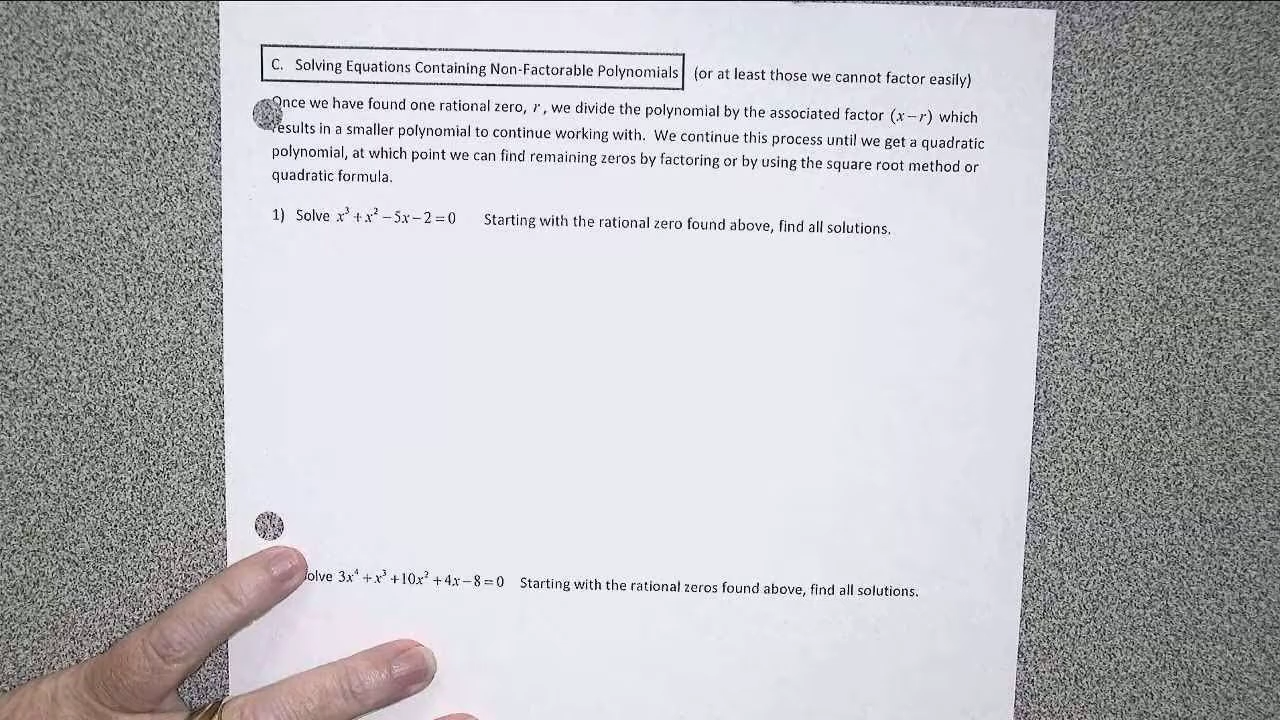 C. Solving Equations Containing Non-Factorable Polynomials (or at least those we cannot factor easily)
Once we have found one rational zero, r, we divide the polynomial by the associated factor (x−r) which
results in a smaller polynomial to continue working with. We continue this process until we get a quadratic
polynomial, at which point we can find remaining zeros by factoring or by using the square root method or
quadratic formula.
1) Solve x³ + x² − 5x − 2 = 0 Starting with the rational zero found above, find all solutions.
olve 3x⁴ + x³ + 10x² + 4x − 8 = 0 Starting with the rational zeros found above, find all solutions.